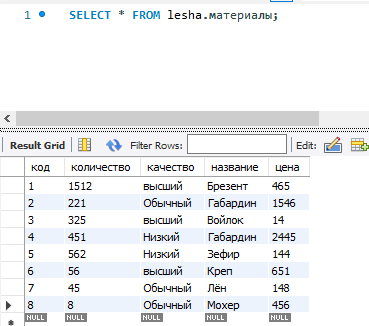 1 SELECT * FROM lesha.материалы;
Result Grid Filter Rows: Edit:
код количество качество название цена
1 1512 высший Брезент 465
2 221 Обычный Габардин 1546
3 325 высший Войлок 14
4 451 Низкий Габардин 2445
5 562 Низкий Зефир 144
6 56 высший Креп 651
7 45 Обычный Лён 148
8 8 Обычный Мохер 456
NULL NULL NULL NULL NULL